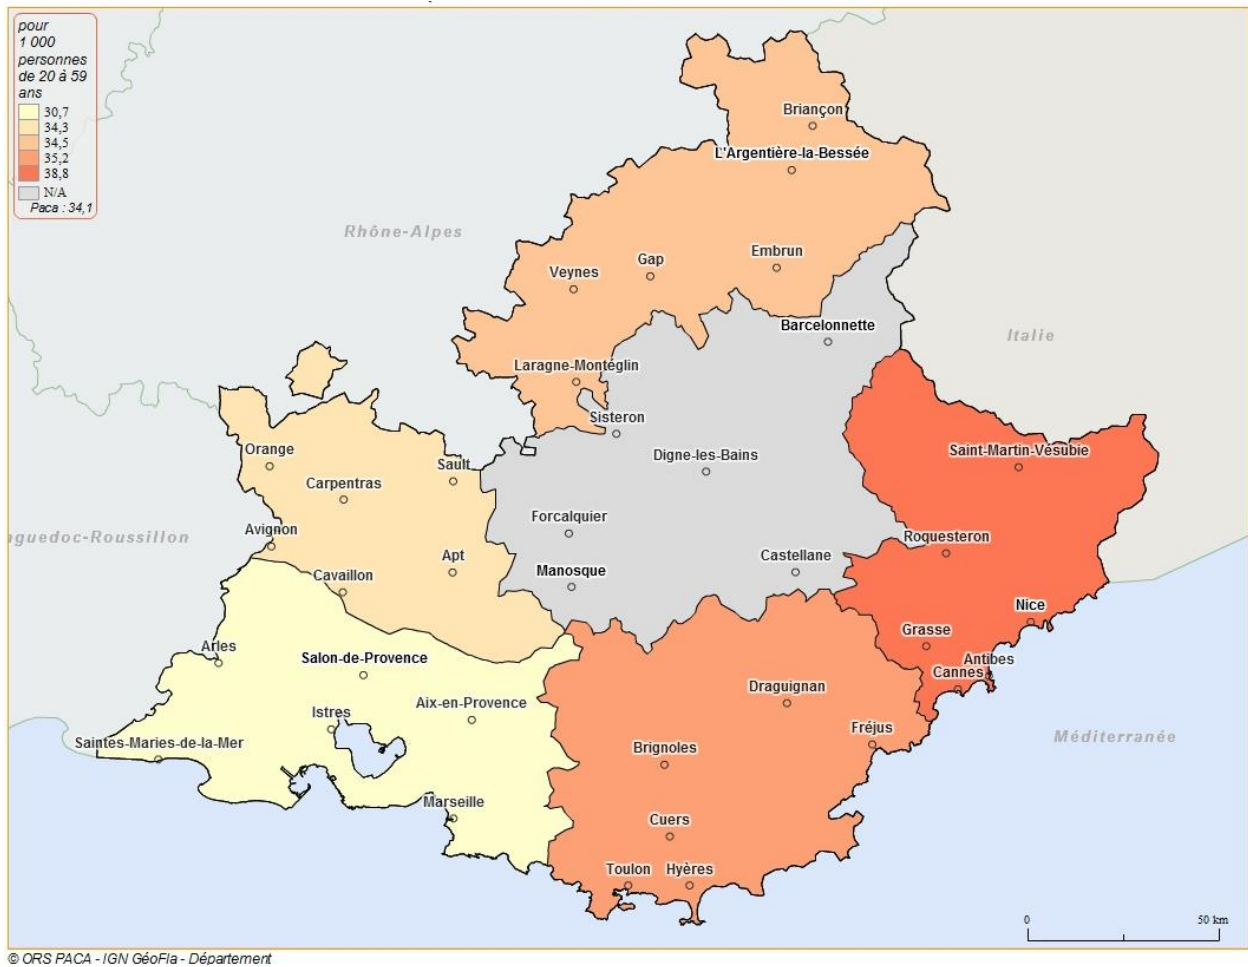 pour
1 000
personnes
de 20 à 59
ans
30,7
34,3
34,5
35,2
38,8
N/A
Paca : 34,1
Briançon
L'Argentière-la-Bessée
Rhône-Alpes
Embrun
Gap
Veynes
Barcelonnette
Italie
Laragne-Montéglin
Sisteron
Orange
Sault
Digne-les-Bains
Saint-Martin-Vésubie
Carpentras
Forcalquier
Avignon
nguedoc-Roussillon
Roquesteron
Apt
Castellane
Cavaillon
Manosque
Nice
Grasse
Arles
Salon-de-Provence
Antibes
Cannes
Draguignan
Aix-en-Provence
Istres
Fréjus
Saintes-Maries-de-la-Mer
Brignoles
Méditerranée
Marseille
Cuers
Toulon
Hyères
0
50 km
© ORS PACA - IGN GéoFla - Département